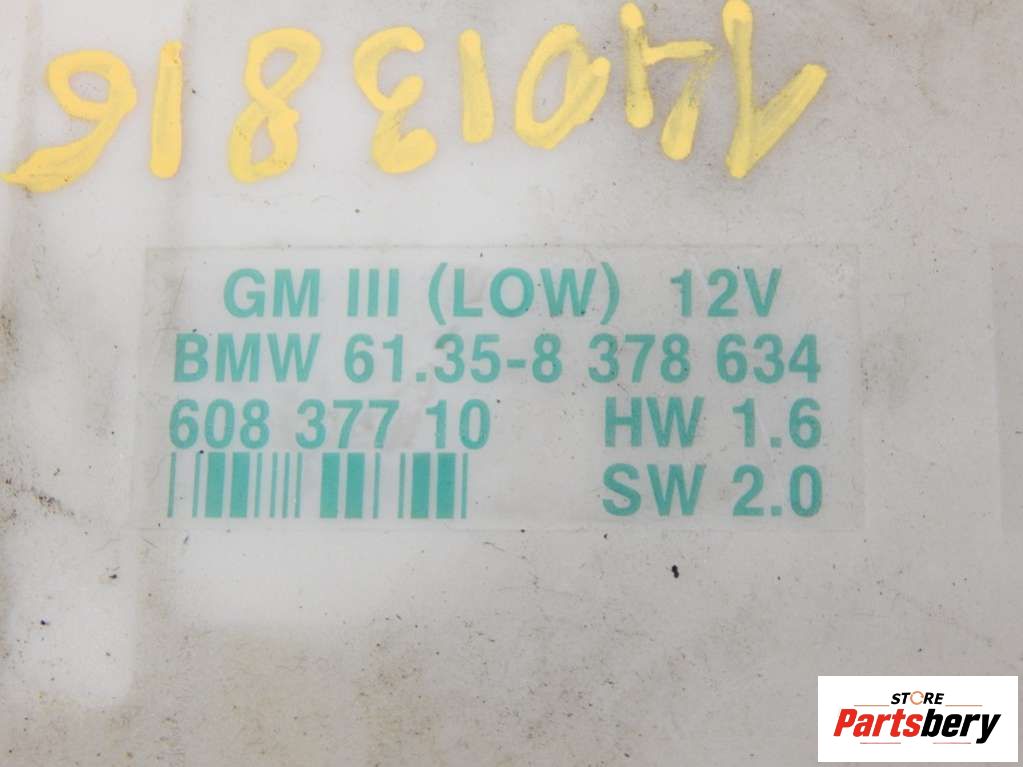 GM III (LOW) 12V
BMW 61.35-8 378 634
608 377 10 HW 1.6
SW 2.0
STORE
Partsbery